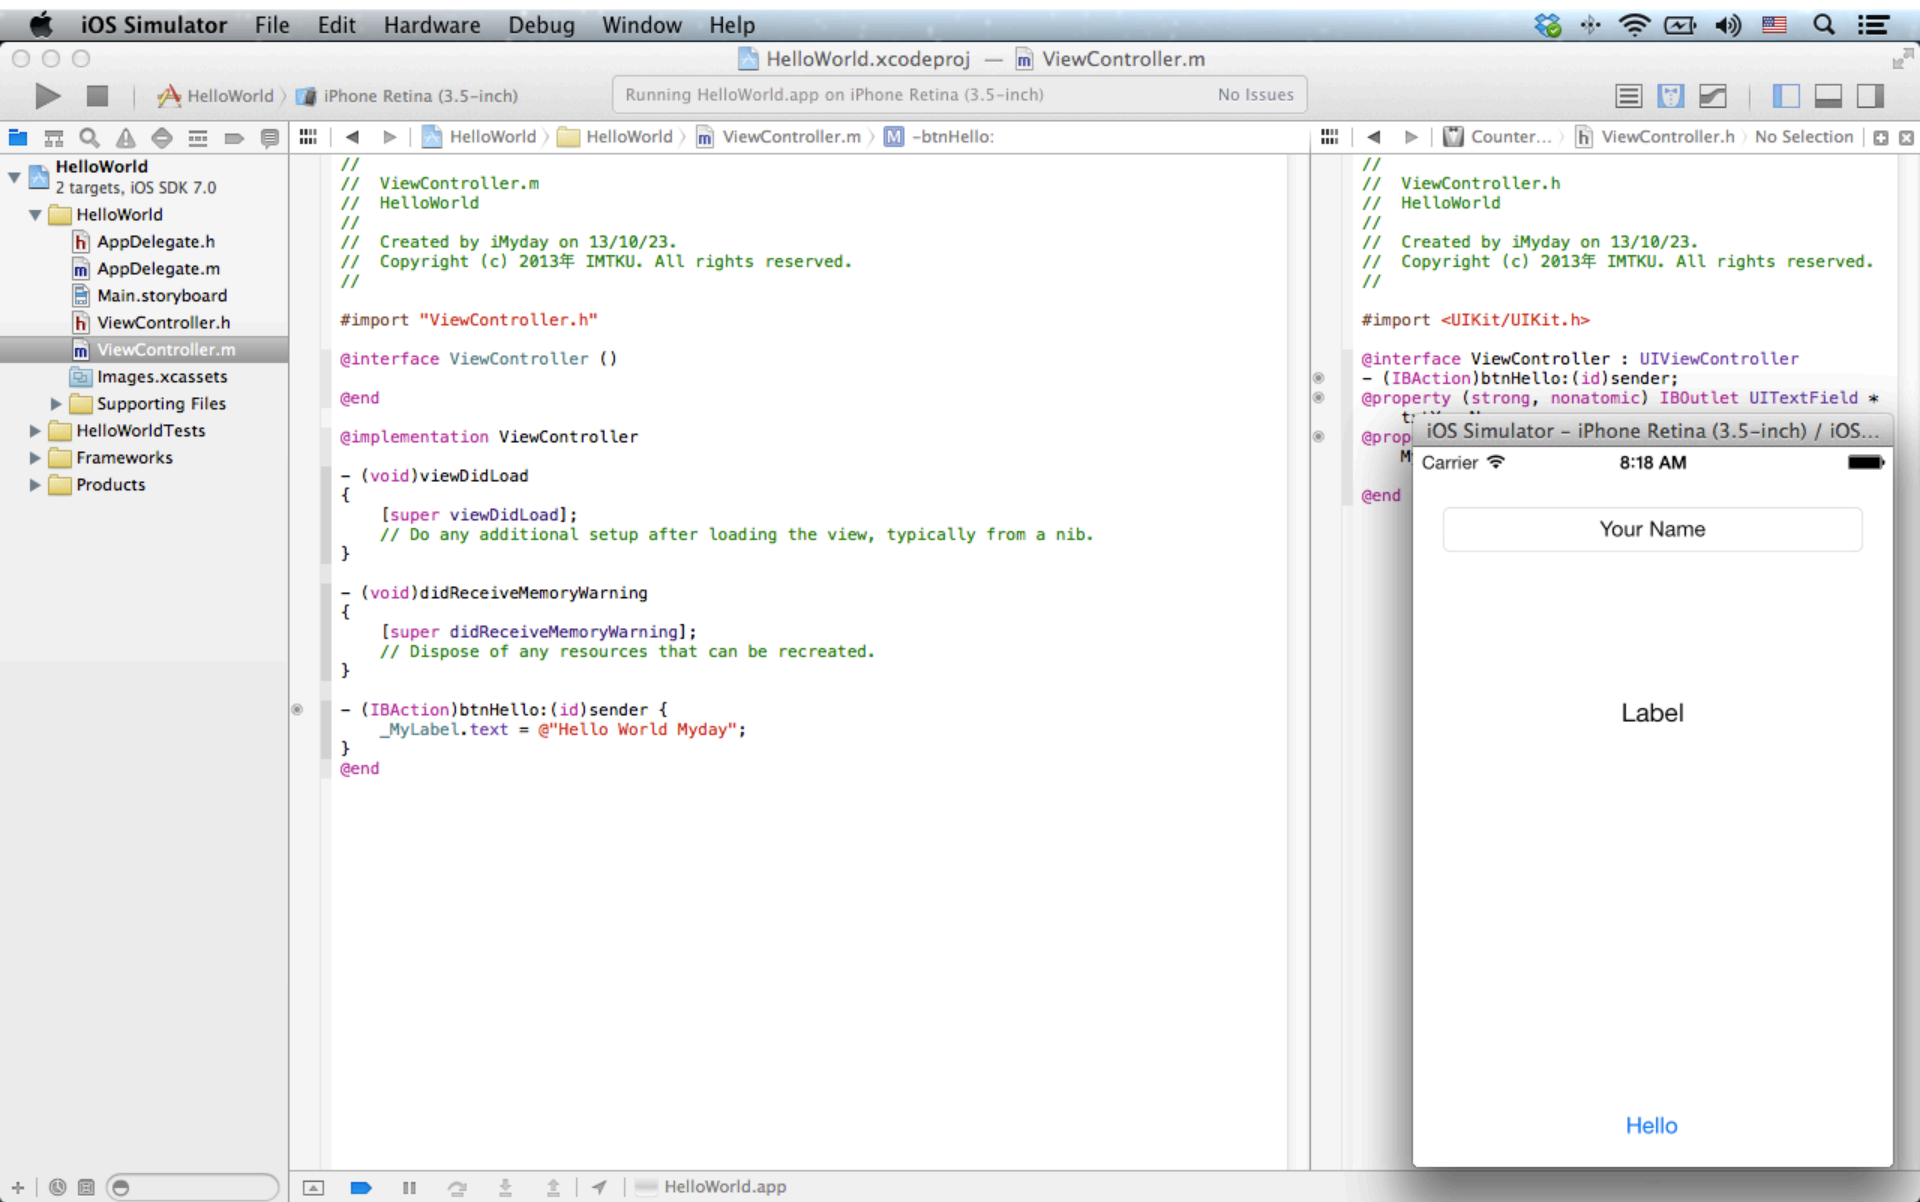 iOS Simulator File Edit Hardware Debug Window Help
HelloWorld.xcodeproj — ViewController.m
HelloWorld iPhone Retina (3.5-inch)
Running HelloWorld.app on iPhone Retina (3.5-inch) No Issues
HelloWorld HelloWorld ViewController.m M -btnHello:
Counter... ViewController.h No Selection
HelloWorld
2 targets, iOS SDK 7.0
HelloWorld
AppDelegate.h
AppDelegate.m
Main.storyboard
ViewController.h
ViewController.m
Images.xcassets
Supporting Files
HelloWorldTests
Frameworks
Products
//
// ViewController.m
// HelloWorld
//
// Created by iMyday on 13/10/23.
// Copyright (c) 2013年 IMTKU. All rights reserved.
//
#import "ViewController.h"
@interface ViewController ()
@end
@implementation ViewController
- (void)viewDidLoad
{
[super viewDidLoad];
// Do any additional setup after loading the view, typically from a nib.
}
- (void)didReceiveMemoryWarning
{
[super didReceiveMemoryWarning];
// Dispose of any resources that can be recreated.
}
- (IBAction)btnHello:(id)sender {
_MyLabel.text = @"Hello World Myday";
}
@end
//
// ViewController.h
// HelloWorld
//
// Created by iMyday on 13/10/23.
// Copyright (c) 2013年 IMTKU. All rights reserved.
//
#import <UIKit/UIKit.h>
@interface ViewController : UIViewController
- (IBAction)btnHello:(id)sender;
@property (strong, nonatomic) IBOutlet UITextField *
@prop
@end
iOS Simulator – iPhone Retina (3.5-inch) / iOS...
Carrier 8:18 AM
Your Name
Label
Hello
HelloWorld.app